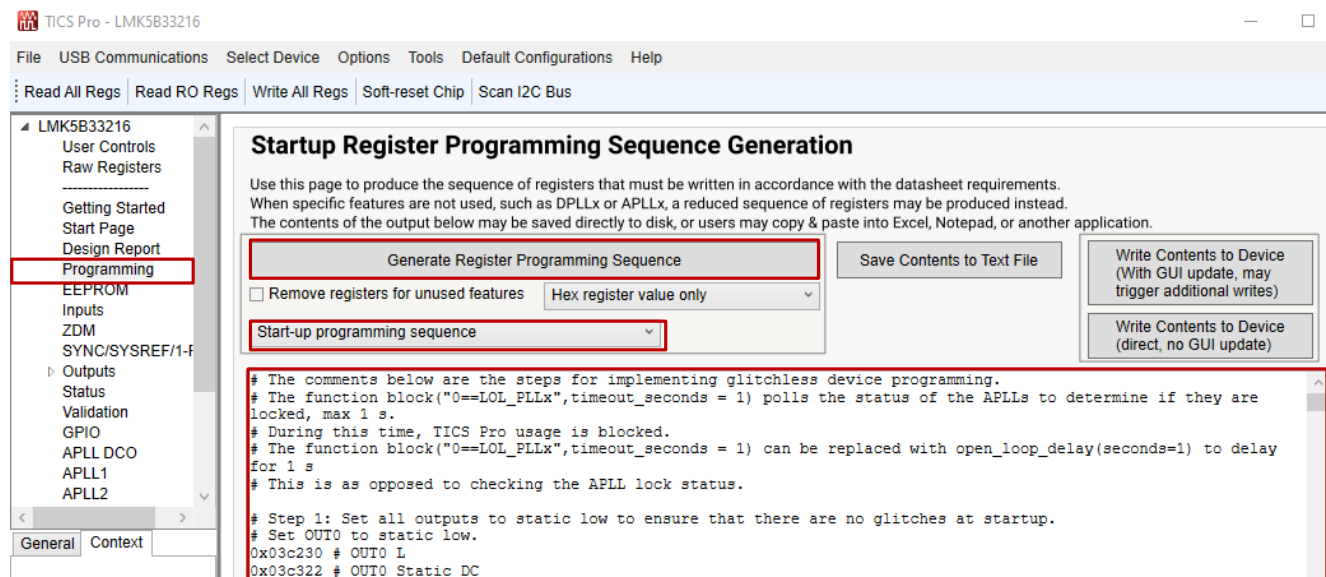 TICS Pro - LMK5B33216
File USB Communications Select Device Options Tools Default Configurations Help
Read All Regs Read RO Regs Write All Regs Soft-reset Chip Scan I2C Bus
LMK5B33216
User Controls
Raw Registers
-----------------
Getting Started
Start Page
Design Report
Programming
EEPROM
Inputs
ZDM
SYNC/SYSREF/1-F
Outputs
Status
Validation
GPIO
APLL DCO
APLL1
APLL2
General Context
Startup Register Programming Sequence Generation
Use this page to produce the sequence of registers that must be written in accordance with the datasheet requirements.
When specific features are not used, such as DPLLx or APLLx, a reduced sequence of registers may be produced instead.
The contents of the output below may be saved directly to disk, or users may copy & paste into Excel, Notepad, or another application.
Generate Register Programming Sequence
Save Contents to Text File
Write Contents to Device
(With GUI update, may
trigger additional writes)
Remove registers for unused features
Hex register value only
Start-up programming sequence
Write Contents to Device
(direct, no GUI update)
# The comments below are the steps for implementing glitchless device programming.
# The function block("0==LOL_PLLx",timeout_seconds = 1) polls the status of the APLLs to determine if they are
locked, max 1 s.
# During this time, TICS Pro usage is blocked.
# The function block("0==LOL_PLLx",timeout_seconds = 1) can be replaced with open_loop_delay(seconds=1) to delay
for 1 s
# This is as opposed to checking the APLL lock status.
# Step 1: Set all outputs to static low to ensure that there are no glitches at startup.
# Set OUT0 to static low.
0x03c230 # OUT0 L
0x03c322 # OUT0 Static DC